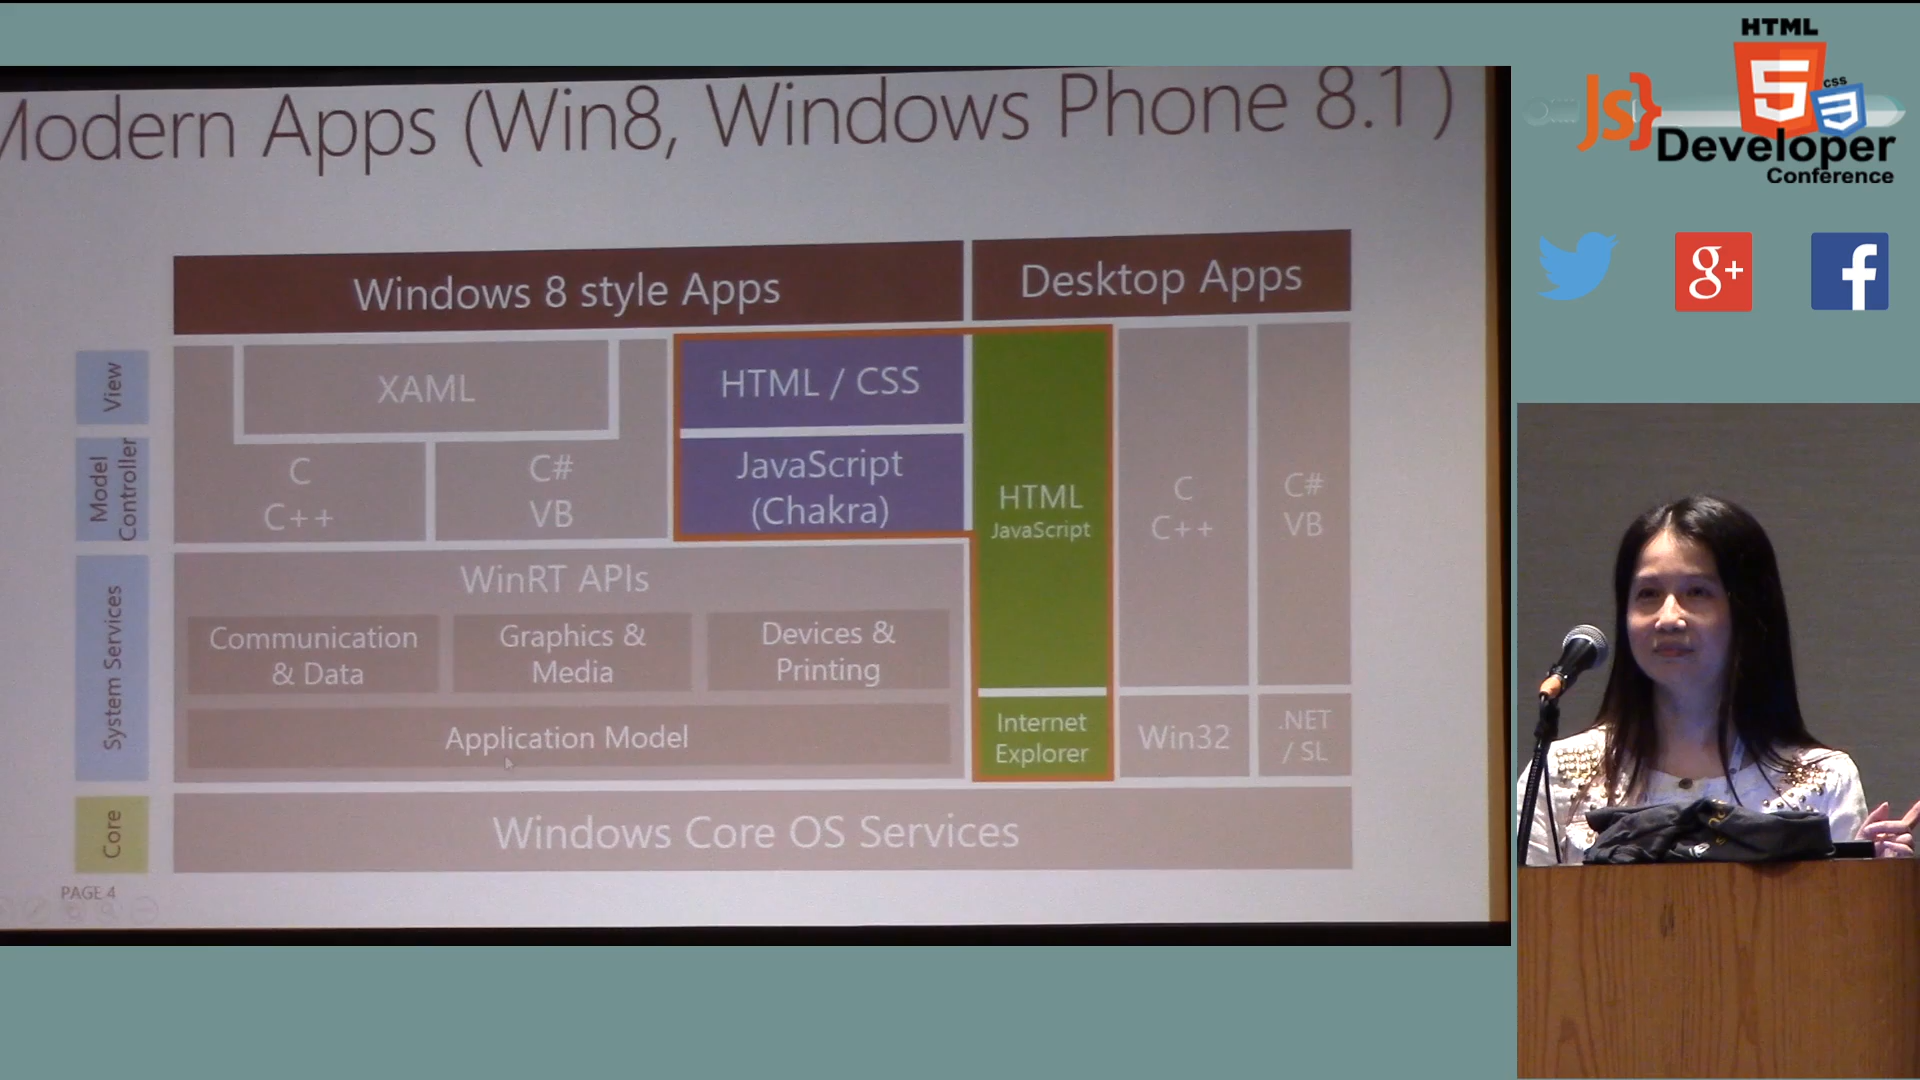 Modern Apps (Win8, Windows Phone 8.1)
Windows 8 style Apps
Desktop Apps
View
XAML
HTML / CSS
Model
Controller
C
C++
C#
VB
JavaScript
(Chakra)
HTML
JavaScript
C
C++
C#
VB
System Services
WinRT APIs
Communication
& Data
Graphics &
Media
Devices &
Printing
Application Model
Internet
Explorer
Win32
.NET
/ SL
Core
Windows Core OS Services
PAGE 4
HTML
5
CSS
3
JS}
Developer
Conference
g+
f